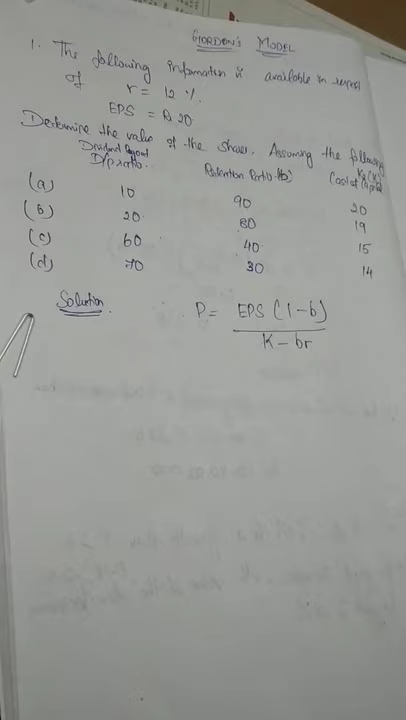 GORDON'S MODEL
1. The following information is available in respect
of r = 12 %.
EPS = Rs 20.
Determine the value of the shares. Assuming the following
Dividend Payout D/p ratio. Retention Ratio (b) Cost of Capital
(a) 10 90 20
(b) 20 80 19
(c) 60 40 15
(d) 70 30 14
Solution
P = EPS (1-b)
K - br